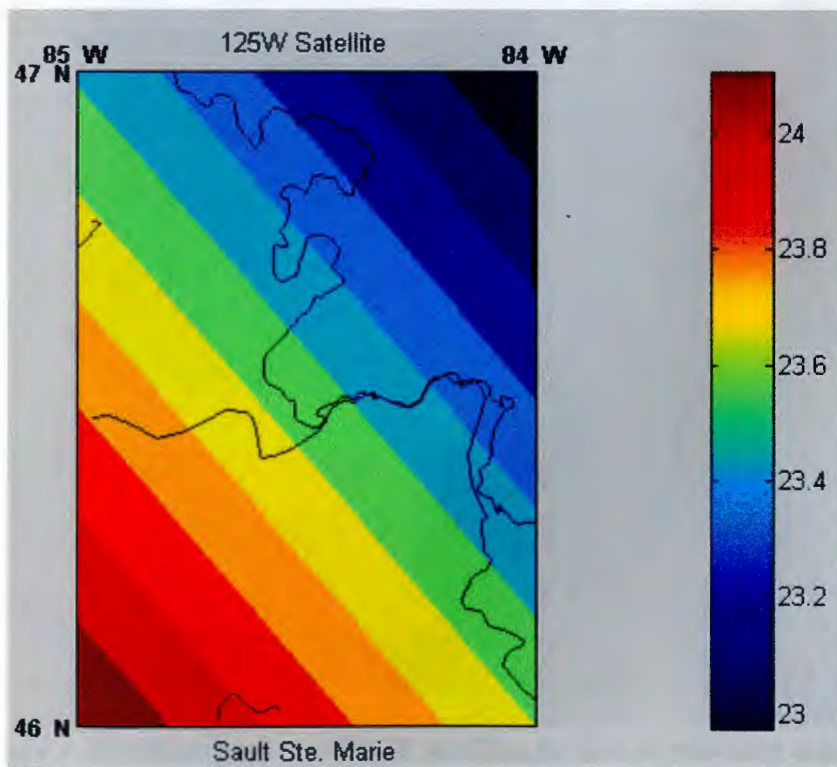 125W Satellite
85 W
84 W
47 N
46 N
Sault Ste. Marie
24
23.8
23.6
23.4
23.2
23